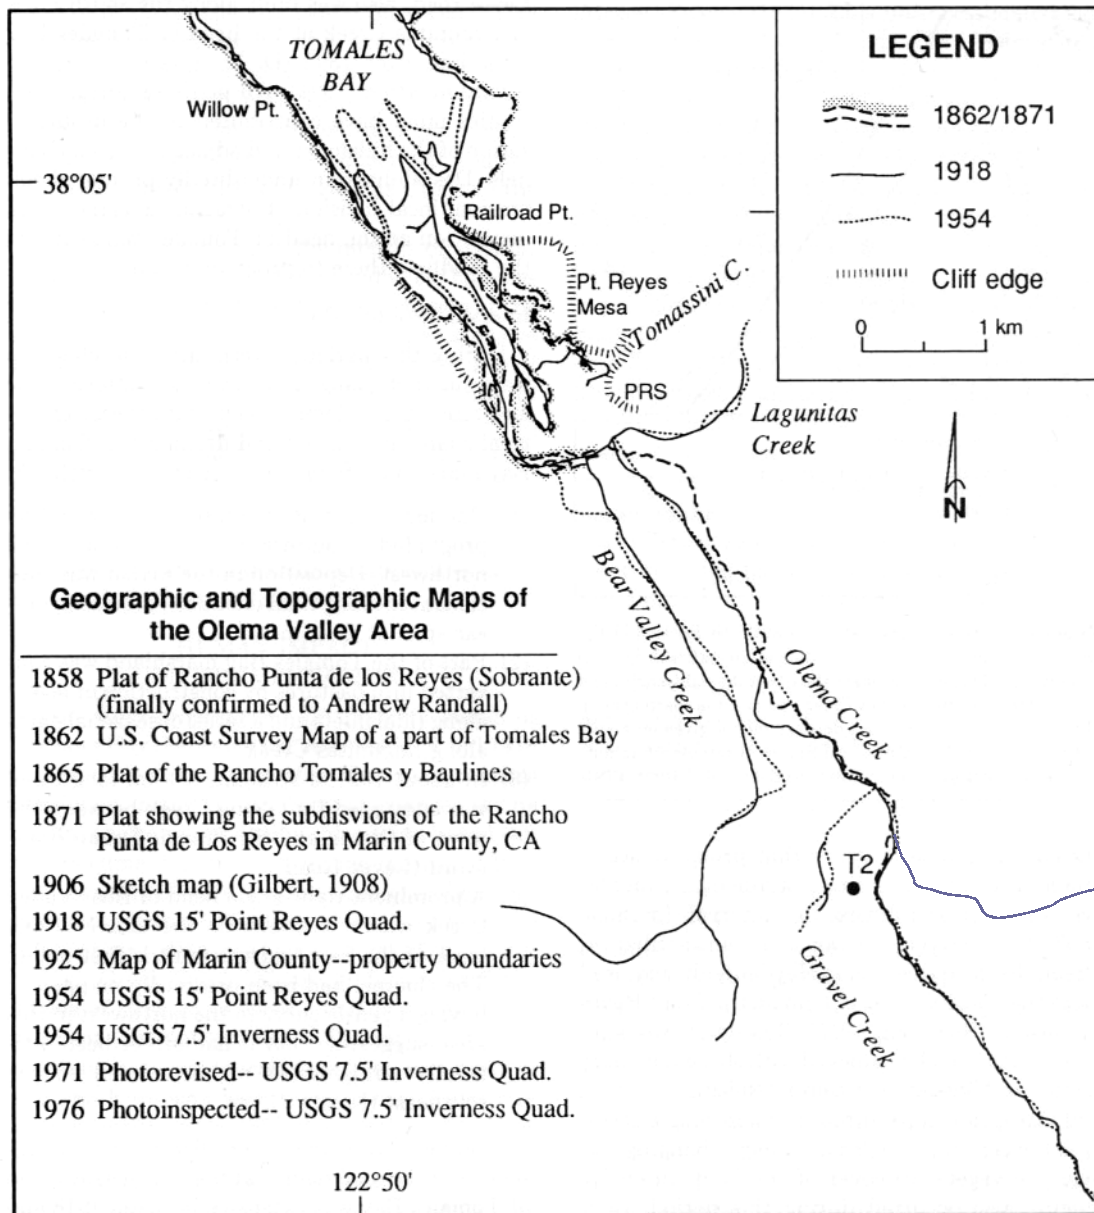 TOMALES
BAY
Willow Pt.
38°05'
Railroad Pt.
Pt. Reyes
Mesa
Tomassini C.
PRS
Lagunitas
Creek
LEGEND
1862/1871
1918
1954
Cliff edge
0 1 km
N
Bear Valley Creek
Olema Creek
T2
Gravel Creek
Geographic and Topographic Maps of
the Olema Valley Area
1858 Plat of Rancho Punta de los Reyes (Sobrante)
(finally confirmed to Andrew Randall)
1862 U.S. Coast Survey Map of a part of Tomales Bay
1865 Plat of the Rancho Tomales y Baulines
1871 Plat showing the subdisvions of the Rancho
Punta de Los Reyes in Marin County, CA
1906 Sketch map (Gilbert, 1908)
1918 USGS 15' Point Reyes Quad.
1925 Map of Marin County--property boundaries
1954 USGS 15' Point Reyes Quad.
1954 USGS 7.5' Inverness Quad.
1971 Photorevised-- USGS 7.5' Inverness Quad.
1976 Photoinspected-- USGS 7.5' Inverness Quad.
122°50'